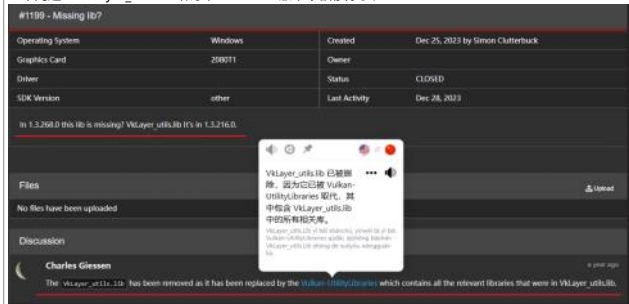 #1199 - Missing lib?
Operating System Windows Created Dec 25, 2023 by Simon Clutterbuck
Graphics Card 2080TI Owner
Driver Status CLOSED
SDK Version other Last Activity Dec 28, 2023
In 1.3.268.0 this lib is missing? VkLayer_utils.lib It's in 1.3.216.0.
VkLayer_utils.lib 已被删
除，因为它已被 Vulkan-
UtilityLibraries 取代，其
中包含 VkLayer_utils.lib
中的所有相关库。
Files Upload
No files have been uploaded
Discussion
Charles Giessen a year ago
The VkLayer_utils.lib has been removed as it has been replaced by the Vulkan-UtilityLibraries which contains all the relevant libraries that were in VkLayer_utils.lib.